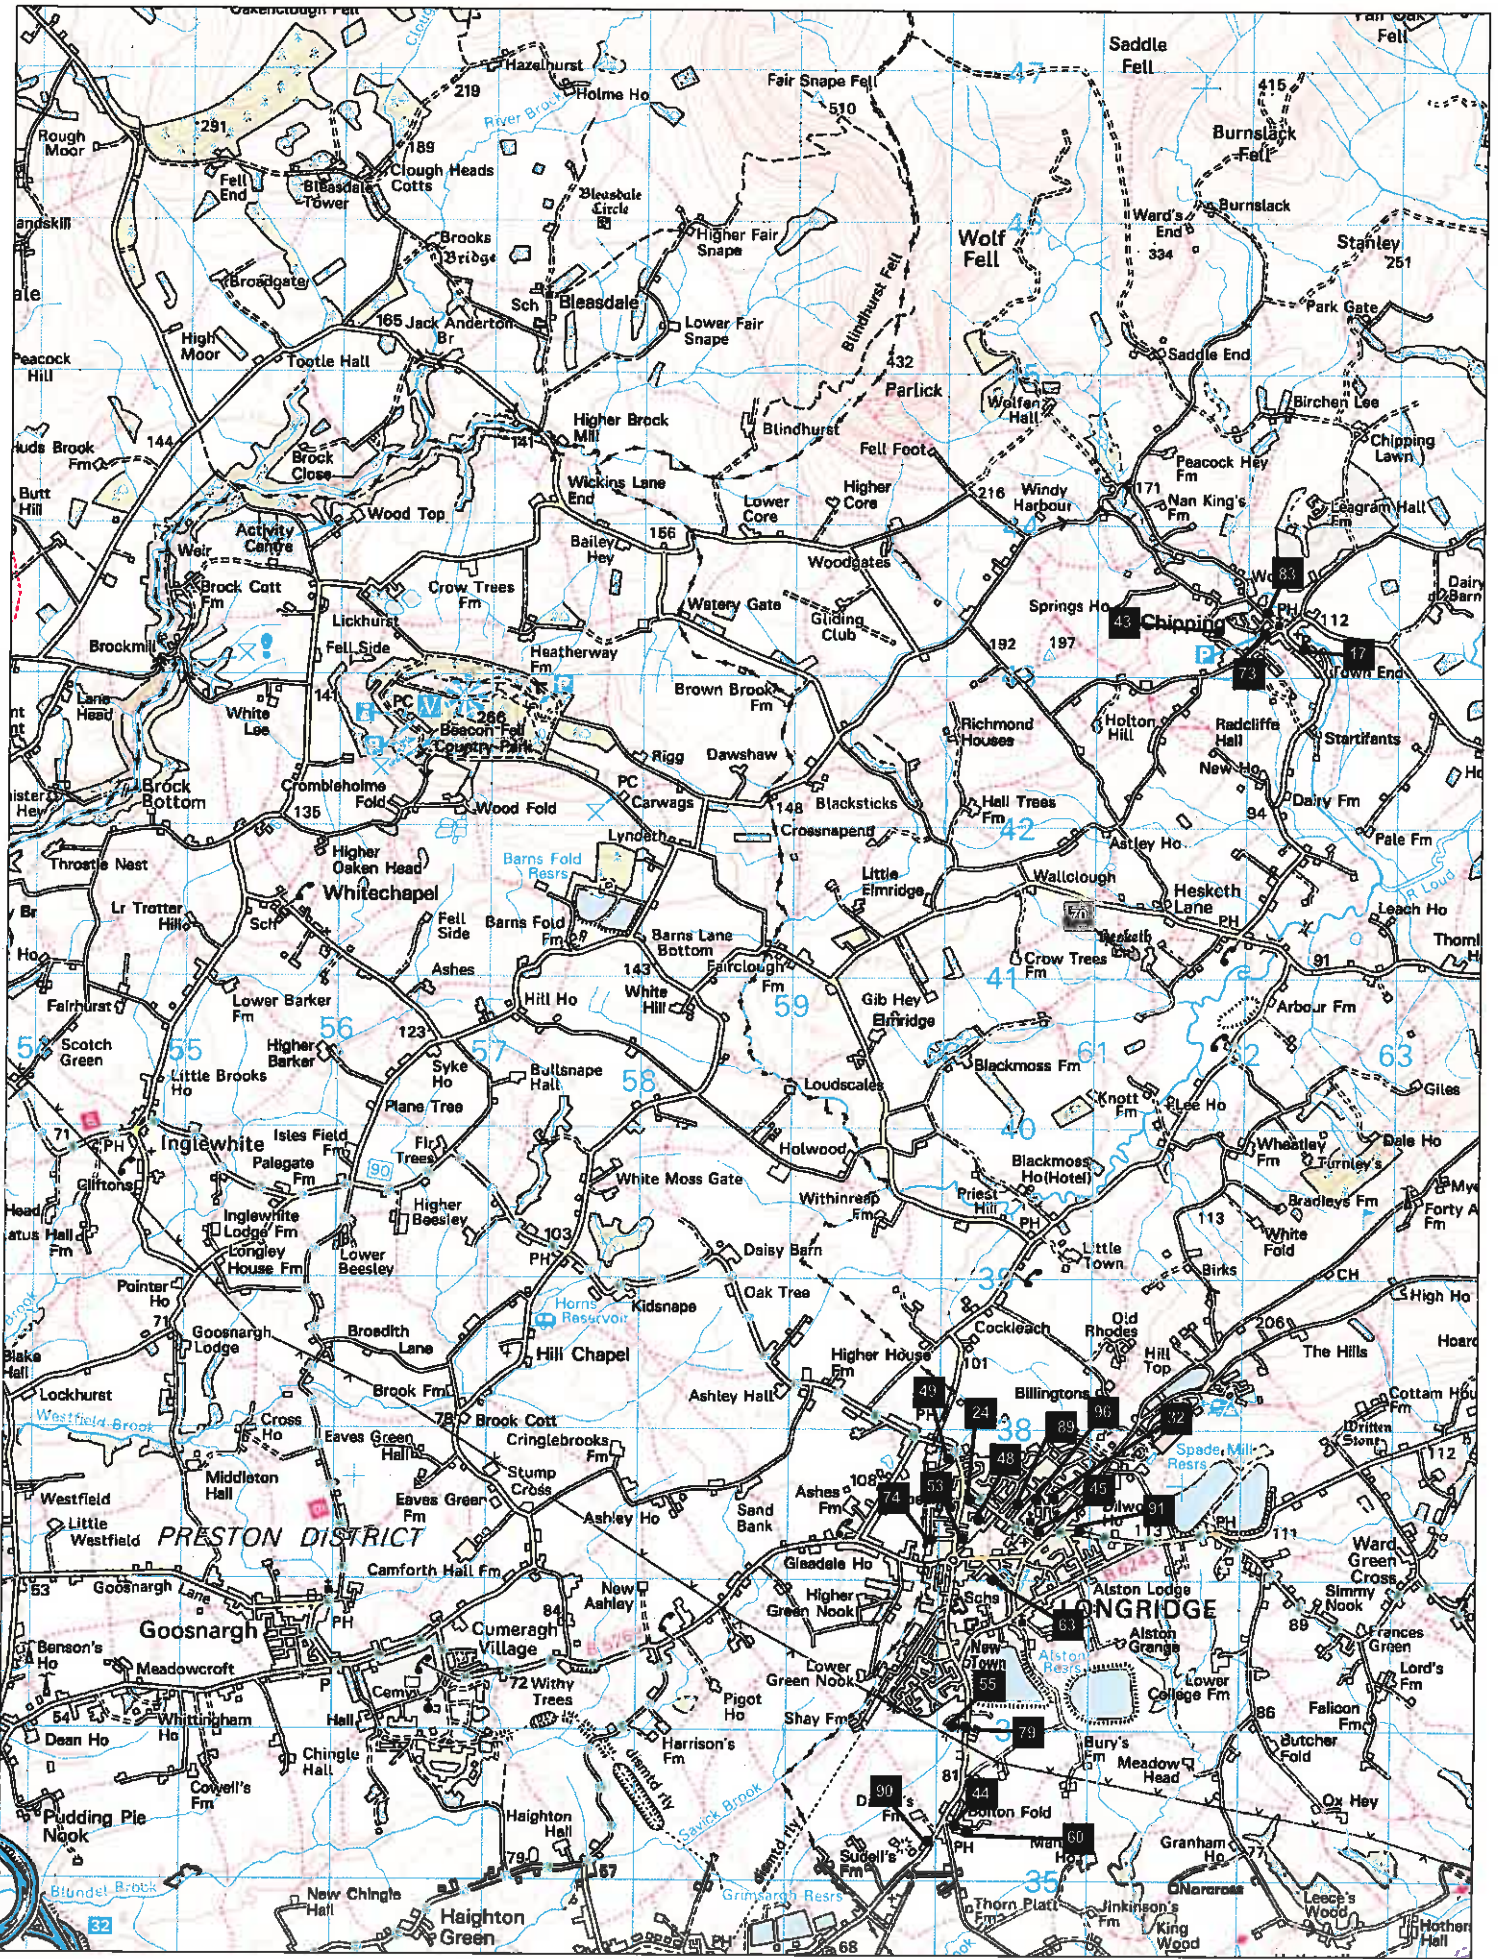 Saddle
Fell
Fell
47
Hazelhurst
Holme Ho
219
River Brook
Fair Snape Fell
510
415
Burnslack
Fell
291
Rough
Moor
189
Fell
End
Bleasdale
Tower
Clough Heads
Cotts
Bleasdale
Circle
Burnslack
Ward's
End
334
Wolf
Fell
Stanley
251
Brooks
Bridge
Higher Fair
Snape
Broadgate
Sch
Bleasdale
Blindhurst Fell
Park Gate
165
Jack Anderton
Br
Lower Fair
Snape
High
Moor
Tootle Hall
Saddle End
Peacock
Hill
432
Parlick
Wolfen
Hall
Birchen Lee
Higher Brock
Mill
141
Blindhurst
Chipping
Lawn
144
Brock
Close
Fell Foot
Peacock Hey
Fm
Butt
Hill
Wickins Lane
End
Lower
Core
Higher
Core
216
Windy
Harbour
171
Nan King's
Fm
Leagram Hall
Fm
Wood Top
Activity
Centre
Weir
Bailey
Hey
156
Woodgates
44
Brock Cott
Fm
Crow Trees
Fm
Watery Gate
Gliding
Club
Springs Ho
83
Dairy
Barn
43
Chipping
PH
112
Lickhurst
Brockmill
Fell Side
Heatherway
Fm
192
197
73
17
Town End
Lane
Head
141
White
Lee
PC
266
Beacon Fell
Country Park
Brown Brook
Fm
Richmond
Houses
Holton
Hill
Radcliffe
Hall
Startifants
New Ho
Rigg
Dawshaw
Brock
Bottom
Crombleholme
Fold
Wood Fold
PC
Carwags
148
Blacksticks
Hall Trees
Fm
Dairy Fm
94
135
Lyndeth
Crossnapend
42
Astley Ho
Pale Fm
Throstle Nest
Higher
Oaken Head
Whitechapel
Barns Fold
Resrs
Little
Elmridge
Wallclough
Hesketh
Lane
R Loud
Lr Trotter
Hill
Sch
Fell
Side
Barns Fold
Fm
Barns Lane
Bottom
70
PH
Leach Ho
Crow Trees
Fm
91
Ashes
143
Fairclough
Fm
41
Fairhurst
Lower Barker
Fm
Hill Ho
White
Hill
59
Gib Hey
Elmridge
Arbour Fm
Scotch
Green
55
56
123
57
Higher
Barker
Syke
Ho
Bullsnape
Hall
58
Blackmoss Fm
61
62
63
Little Brooks
Ho
Plane Tree
Loudscales
Knott
Fm
Lee Ho
Giles
71
PH
Inglewhite
Isles Field
Fm
Fir
Trees
90
Holwood
40
Wheatley
Fm
Dale Ho
Turnley's
Cliftons
Palegate
Fm
White Moss Gate
Blackmoss
Ho(Hotel)
Higher
Beesley
Withinreap
Fm
Priest
Hill
PH
Bradleys Fm
Forty A
Fm
Inglewhite
Lodge Fm
Longley
House Fm
Lower
Beesley
103
PH
Daisy Barn
113
White
Fold
Little
Town
Pointer
Ho
Oak Tree
39
Birks
CH
High Ho
Kidsnape
Horns
Reservoir
71
Goosnargh
Lodge
Broadith
Lane
Hill Chapel
Cockleach
Old
Rhodes
206
The Hills
Blake
Hall
Higher House
Fm
101
Hill
Top
Lockhurst
Brook Fm
Ashley Hall
49
PH
24
Billingtons
96
Cottam Hou
Fm
Westfield Brook
Cross
Ho
78
Brook Cott
Cringlebrooks
Fm
38
89
32
Written
Stone
Eaves Green
Hall
48
Spade Mill
Resrs
112
Middleton
Hall
Stump
Cross
Ashes
Fm
108
74
53
45
Westfield
Little
Westfield
Eaves Green
Fm
Ashley Ho
Sand
Bank
91
113
PH
111
PRESTON DISTRICT
Gleadale Ho
Ward
Green
Cross
53
Goosnargh
Lane
Camforth Hall Fm
New
Ashley
Higher
Green Nook
Schs
Alston Lodge
LONGRIDGE
Simmy
Nook
Goosnargh
PH
84
Cumeragh
Village
63
Alston
Grange
89
Frances
Green
Benson's
Ho
Meadowcroft
Lower
Green Nook
New
Town
Alston
Resrs
Lower
College Fm
Lord's
Fm
P
72
Withy
Trees
55
54
Cemy
Whittingham
Ho
Hall
Pigot
Ho
Shay Fm
79
86
Falicon
Fm
Dean Ho
Chingle
Hall
Harrison's
Fm
Bury's
Fm
Meadow
Head
Butcher
Fold
Cowell's
Fm
dismtd rly
Savick Brook
81
90
44
Bolton Fold
Ox Hey
Pudding Pie
Nook
Haighton
Hall
Fm
PH
60
Granham
Ho
77
79
57
Sudell's
Fm
dismtd rly
Blundel Brook
New Chingle
Hall
Grimsargh Resrs
35
Norcross
Leece's
Wood
32
Haighton
Green
PH
68
Thorn Platt
Fm
Jinkinson's
Fm
King
Wood
Hothers
Hall